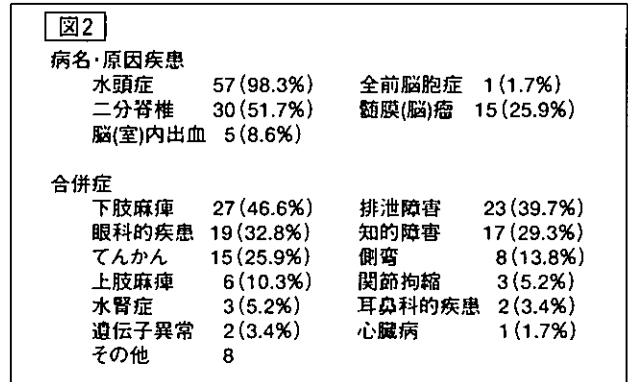 図2
病名・原因疾患
水頭症 57(98.3%) 全前脳胞症 1(1.7%)
二分脊椎 30(51.7%) 髄膜(脳)瘤 15(25.9%)
脳(室)内出血 5(8.6%)
合併症
下肢麻痺 27(46.6%) 排泄障害 23(39.7%)
眼科的疾患 19(32.8%) 知的障害 17(29.3%)
てんかん 15(25.9%) 側弯 8(13.8%)
上肢麻痺 6(10.3%) 関節拘縮 3(5.2%)
水腎症 3(5.2%) 耳鼻科的疾患 2(3.4%)
遺伝子異常 2(3.4%) 心臓病 1(1.7%)
その他 8